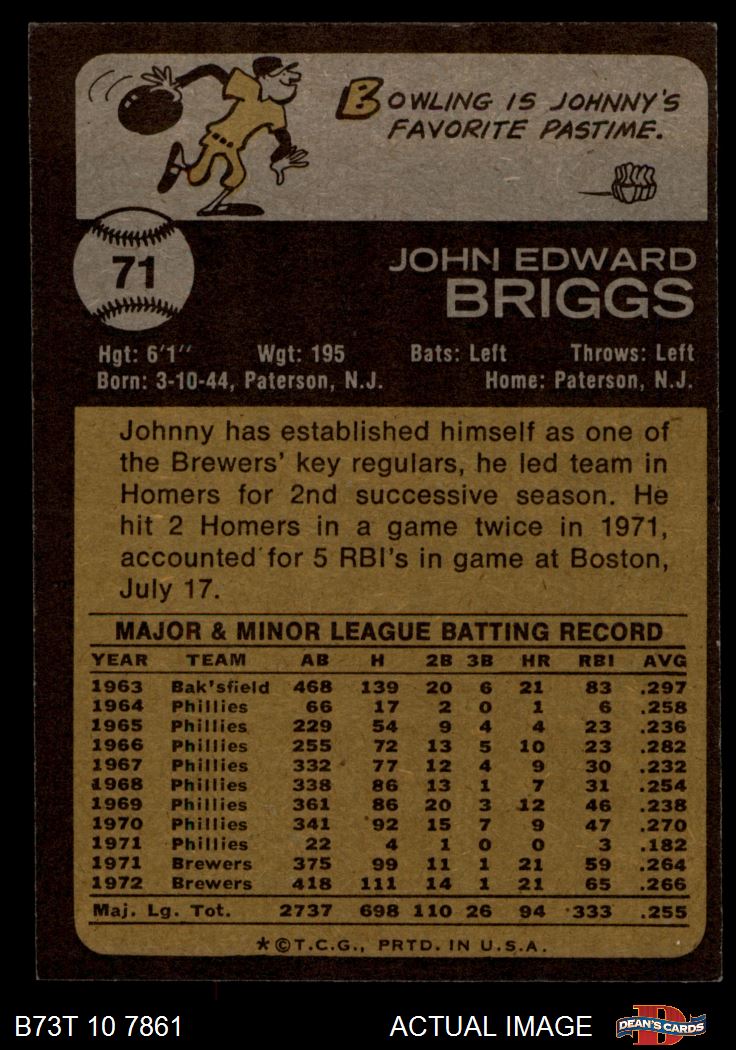 BOWLING IS JOHNNY'S
FAVORITE PASTIME.
71
JOHN EDWARD
BRIGGS
Hgt: 6'1" Wgt: 195 Bats: Left Throws: Left
Born: 3-10-44, Paterson, N.J. Home: Paterson, N.J.
Johnny has established himself as one of
the Brewers' key regulars, he led team in
Homers for 2nd successive season. He
hit 2 Homers in a game twice in 1971,
accounted for 5 RBI's in game at Boston,
July 17.
MAJOR & MINOR LEAGUE BATTING RECORD
YEAR TEAM AB H 2B 3B HR RBI AVG
1963 Bak'sfield 468 139 20 6 21 83 .297
1964 Phillies 66 17 2 0 1 6 .258
1965 Phillies 229 54 9 4 4 23 .236
1966 Phillies 255 72 13 5 10 23 .282
1967 Phillies 332 77 12 4 9 30 .232
1968 Phillies 338 86 13 1 7 31 .254
1969 Phillies 361 86 20 3 12 46 .238
1970 Phillies 341 92 15 7 9 47 .270
1971 Phillies 22 4 1 0 0 3 .182
1971 Brewers 375 99 11 1 21 59 .264
1972 Brewers 418 111 14 1 21 65 .266
Maj. Lg. Tot. 2737 698 110 26 94 333 .255
*©T.C.G., PRTD. IN U.S.A.
B73T 10 7861 ACTUAL IMAGE D DEAN'S CARDS